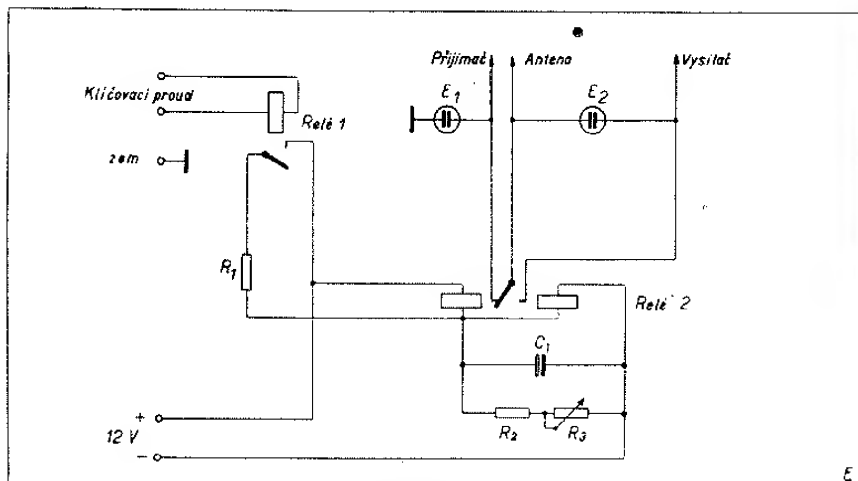 Přijímač Antena Vysílač
E1 E2
Klíčovací proud
Relé 1
zem
R1
Relé 2
C1
+
12 V
R2 R3
−
E